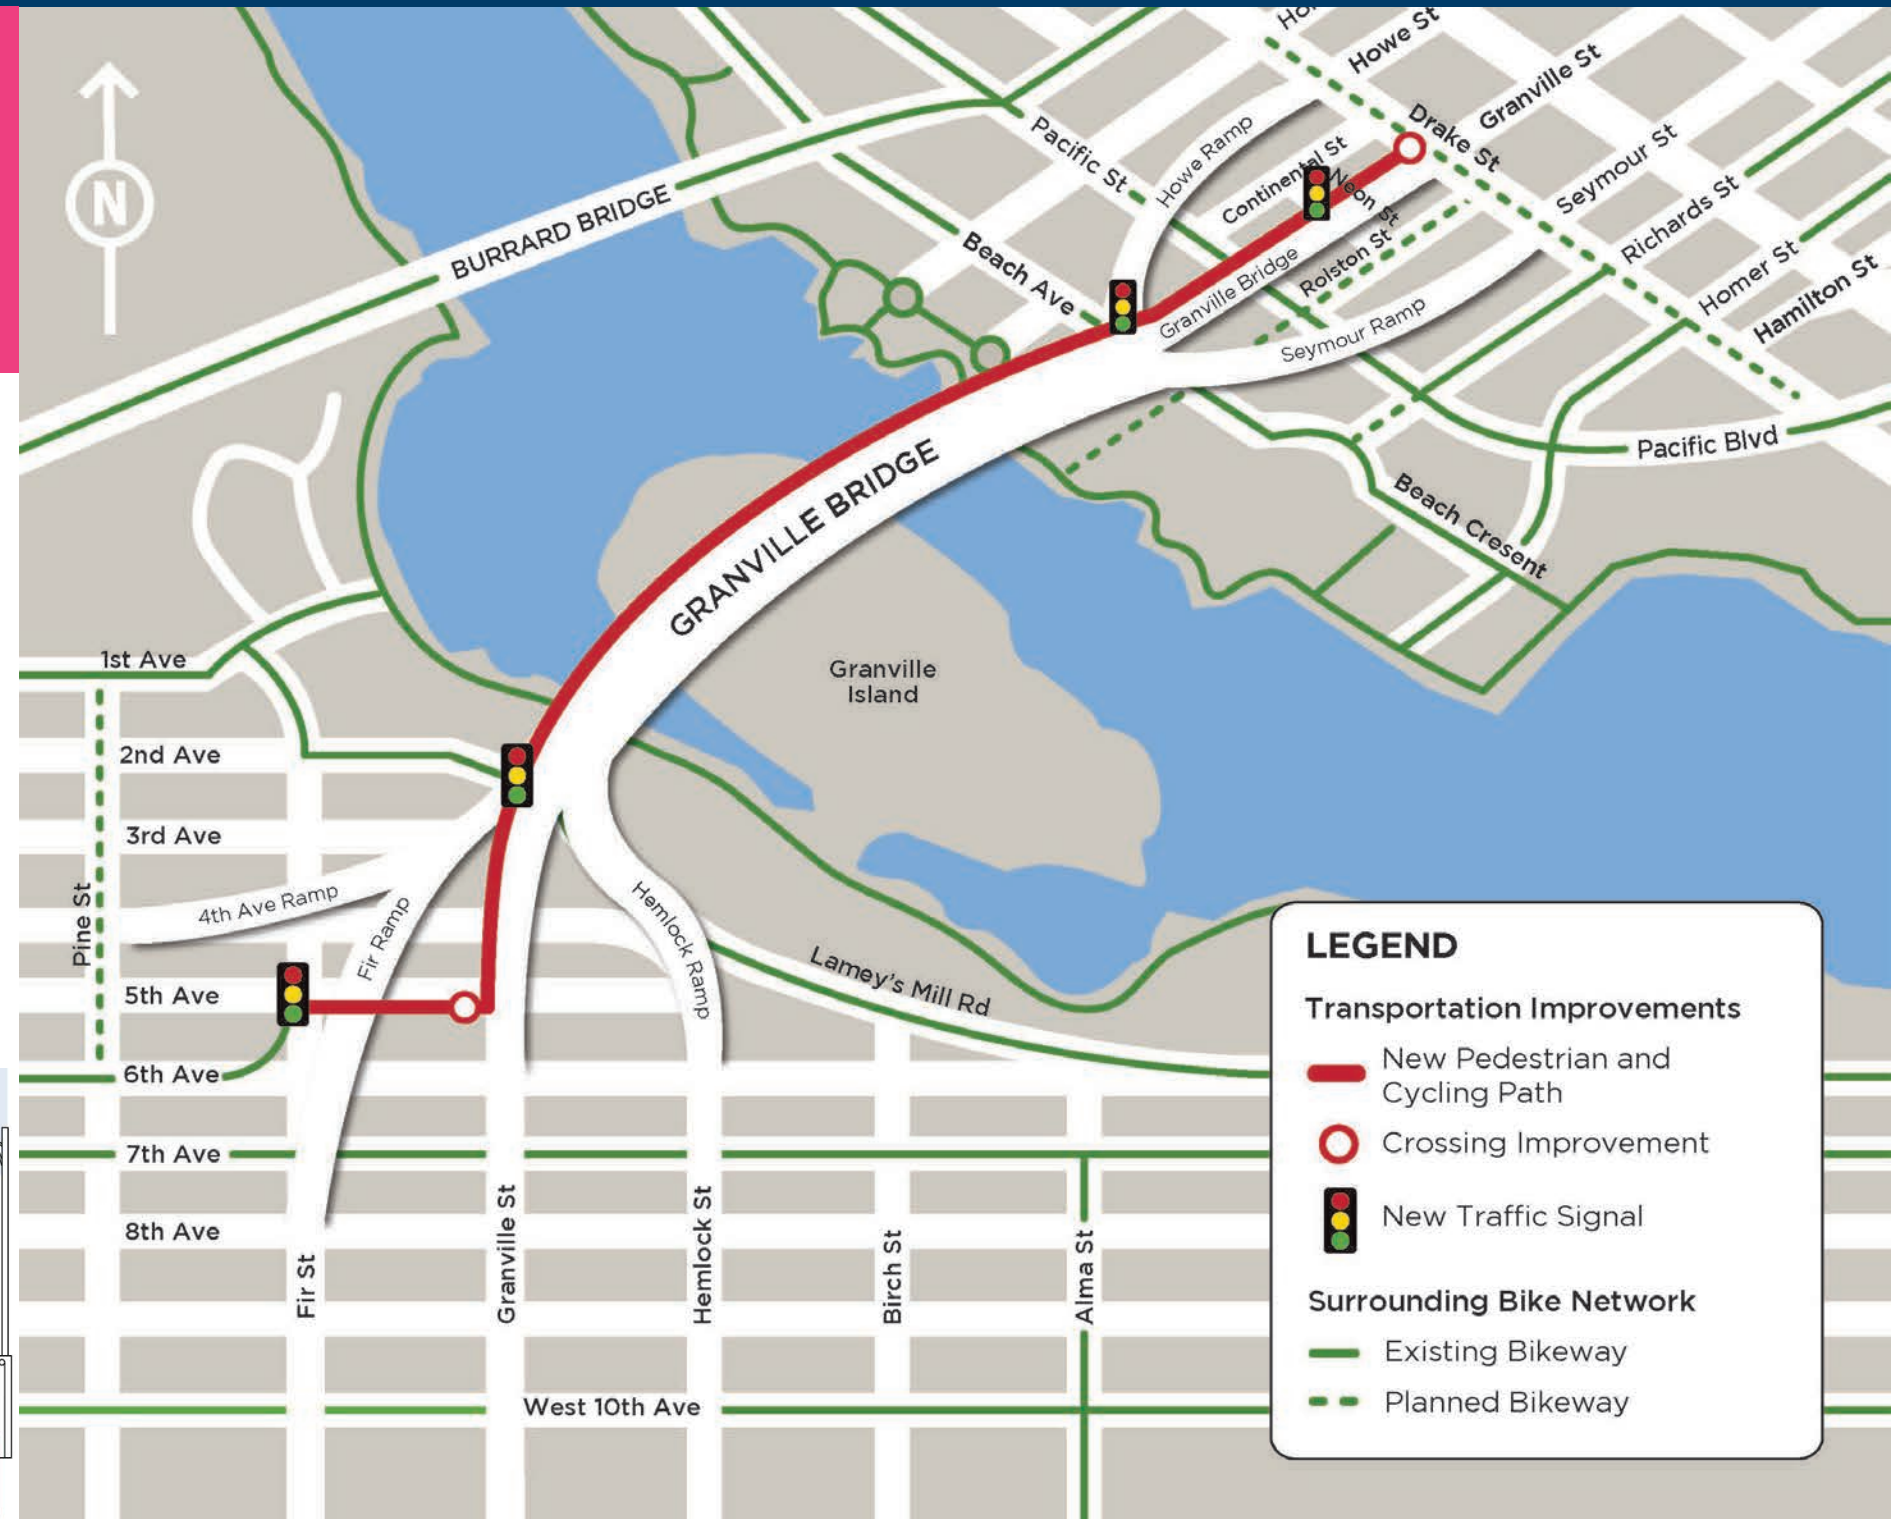 Howe St
Granville St
Drake St
Seymour St
Richards St
Homer St
Hamilton St
Howe Ramp
Continental St
Neon St
Rolston St
Granville Bridge
Seymour Ramp
Pacific St
Beach Ave
Pacific Blvd
Beach Cresent
N
BURRARD BRIDGE
GRANVILLE BRIDGE
Granville
Island
1st Ave
2nd Ave
3rd Ave
4th Ave Ramp
Fir Ramp
Hemlock Ramp
Pine St
5th Ave
6th Ave
7th Ave
8th Ave
Lamey's Mill Rd
Fir St
Granville St
Hemlock St
Birch St
Alma St
West 10th Ave
LEGEND
Transportation Improvements
New Pedestrian and
Cycling Path
Crossing Improvement
New Traffic Signal
Surrounding Bike Network
Existing Bikeway
Planned Bikeway